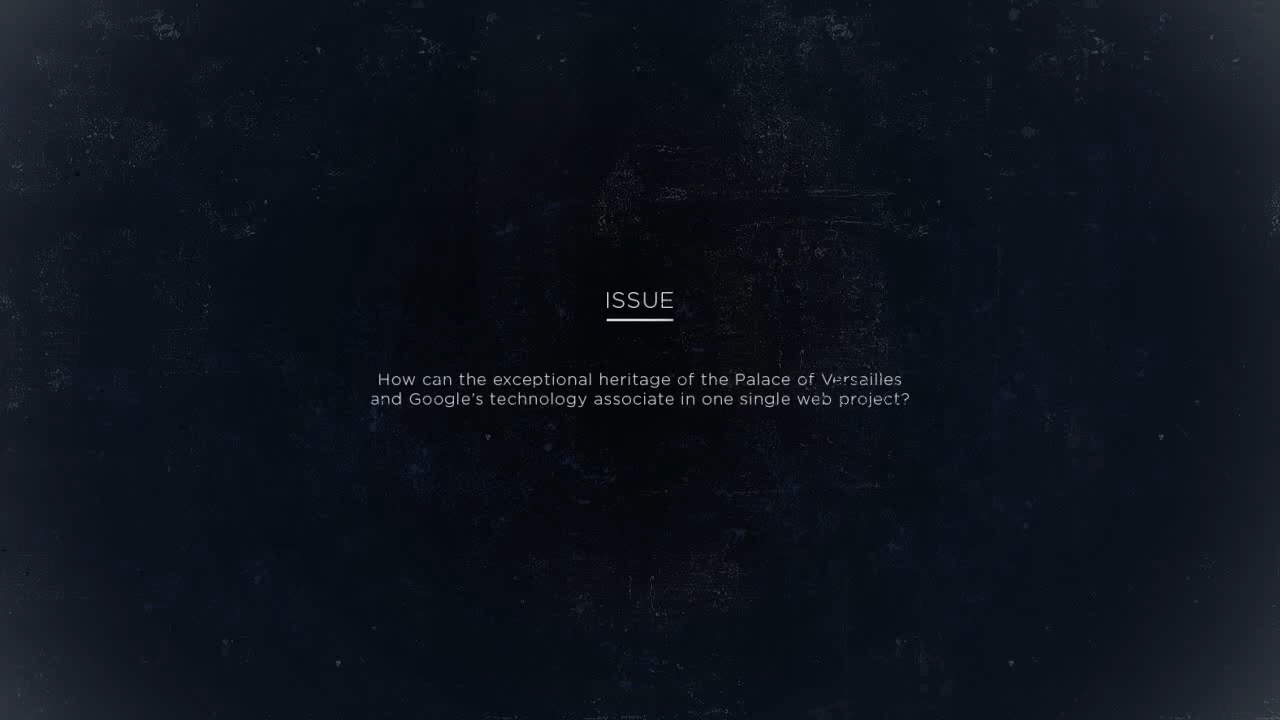 ISSUE
How can the exceptional heritage of the Palace of Versailles
and Google's technology associate in one single web project?